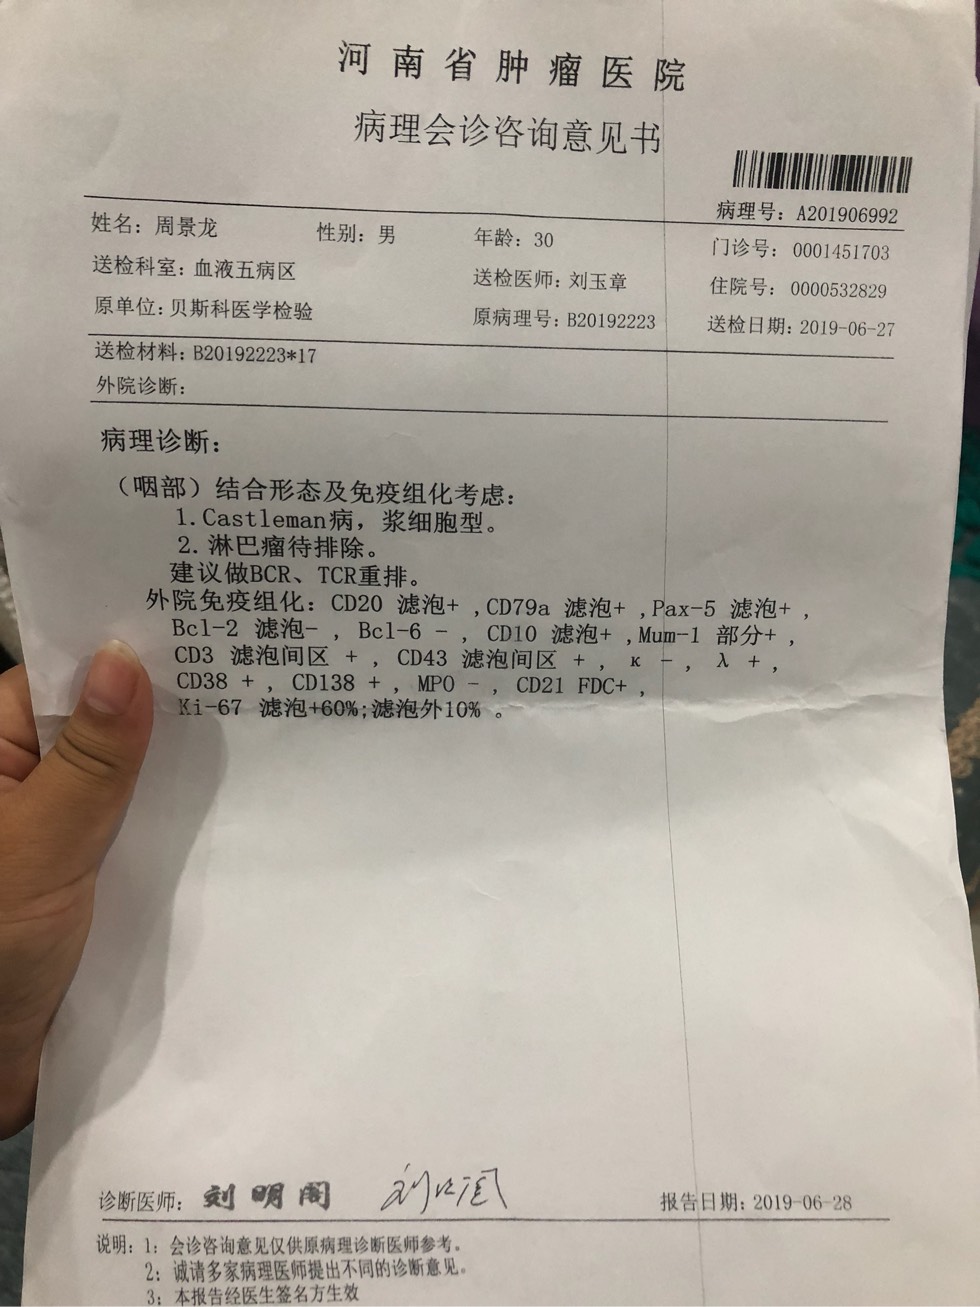 河南省肿瘤医院
病理会诊咨询意见书
病理号: A201906992
姓名: 周景龙 性别: 男 年龄: 30 门诊号: 0001451703
送检科室: 血液五病区 送检医师: 刘玉章 住院号: 0000532829
原单位: 贝斯科医学检验 原病理号: B20192223 送检日期: 2019-06-27
送检材料: B20192223*17
外院诊断:
病理诊断:
（咽部）结合形态及免疫组化考虑:
1.Castleman病，浆细胞型。
2. 淋巴瘤待排除。
建议做BCR、TCR重排。
外院免疫组化: CD20 滤泡+ ,CD79a 滤泡+ ,Pax-5 滤泡+ ,
Bcl-2 滤泡- , Bcl-6 - , CD10 滤泡+ ,Mum-1 部分+ ,
CD3 滤泡间区 + , CD43 滤泡间区 + , κ - , λ + ,
CD38 + , CD138 + , MPO - , CD21 FDC+ ,
Ki-67 滤泡+60%;滤泡外10% 。
诊断医师: 刘明阁 报告日期: 2019-06-28
说明: 1: 会诊咨询意见仅供原病理诊断医师参考。
2: 诚请多家病理医师提出不同的诊断意见。
3: 本报告经医生签名方生效